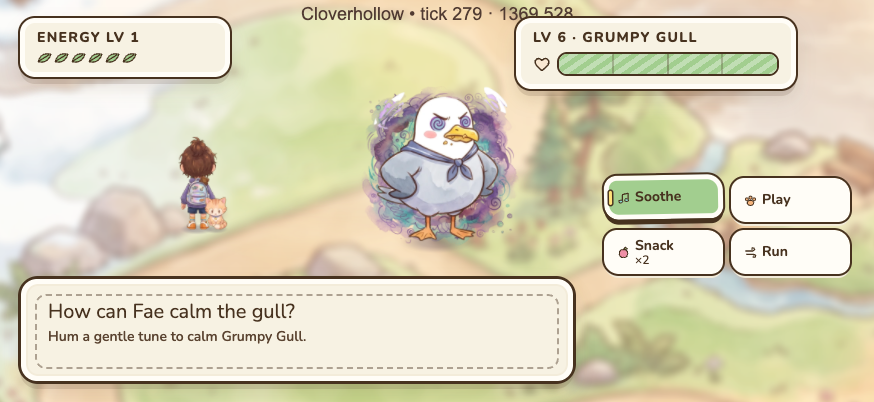 Cloverhollow • tick 279 · 1369,528
ENERGY LV 1
LV 6 · GRUMPY GULL
Soothe
Play
Snack
×2
Run
How can Fae calm the gull?
Hum a gentle tune to calm Grumpy Gull.